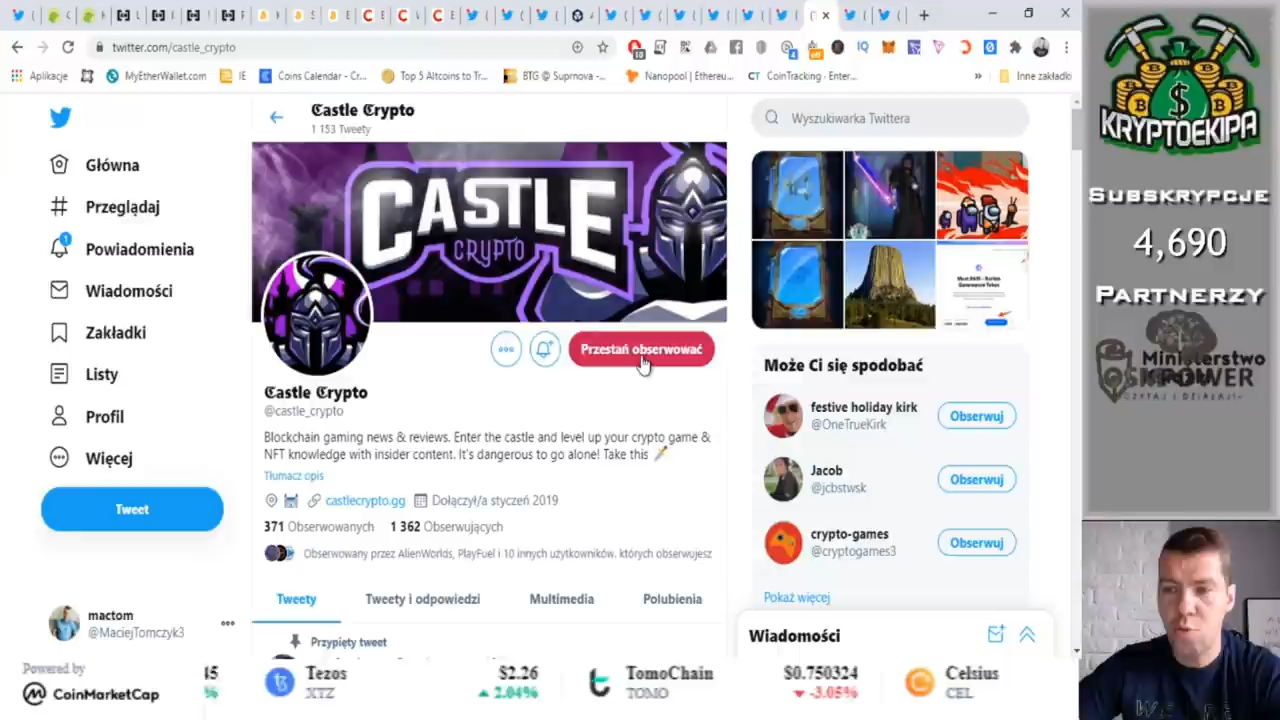 twitter.com/castle_crypto
Aplikacje
MyEtherWallet.com
IE
Coins Calendar - Cr...
Top 5 Altcoins to Tr...
BTG @ Suprnova -...
Nanopool | Ethereu...
CoinTracking · Enter...
Inne zakładki
Castle Crypto
1 153 Tweety
Wyszukiwarka Twittera
Główna
Przeglądaj
Powiadomienia
Wiadomości
Zakładki
Listy
Profil
Więcej
Tweet
mactom
@MaciejTomczyk3
CASTLE
CRYPTO
Przestań obserwować
Castle Crypto
@castle_crypto
Blockchain gaming news & reviews. Enter the castle and level up your crypto game &
NFT knowledge with insider content. It's dangerous to go alone! Take this
Tłumacz opis
castlecrypto.gg Dołączył/a styczeń 2019
371 Obserwowanych 1 362 Obserwujących
Obserwowany przez AlienWorlds, PlayFuel i 10 innych użytkowników, których obserwujesz
Tweety Tweety i odpowiedzi Multimedia Polubienia
Przypięty tweet
Może Ci się spodobać
festive holiday kirk
@OneTrueKirk
Obserwuj
Jacob
@jcbstwsk
Obserwuj
crypto-games
@cryptogames3
Obserwuj
Pokaż więcej
Wiadomości
KRYPTOEKIPA
Subskrypcje
4,690
Partnerzy
Ministerstwo
Powered by
CoinMarketCap
45
%
Tezos
XTZ
$2.26
2.04%
TomoChain
TOMO
$0.750324
-3.05%
Celsius
CEL